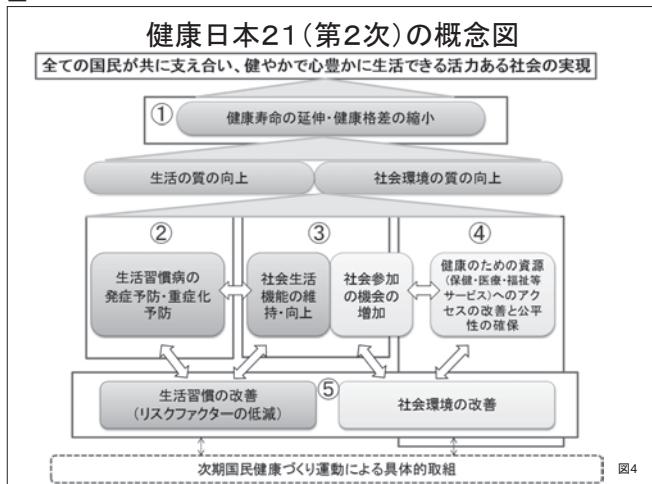 健康日本21(第2次)の概念図
全ての国民が共に支え合い、健やかで心豊かに生活できる活力ある社会の実現
①
健康寿命の延伸・健康格差の縮小
生活の質の向上
社会環境の質の向上
②
③
④
生活習慣病の
発症予防・重症化
予防
社会生活
機能の維
持・向上
社会参加
の機会の
増加
健康のための資源
(保健・医療・福祉等
サービス)へのアク
セスの改善と公平
性の確保
⑤
生活習慣の改善
(リスクファクターの低減)
社会環境の改善
次期国民健康づくり運動による具体的取組
図4